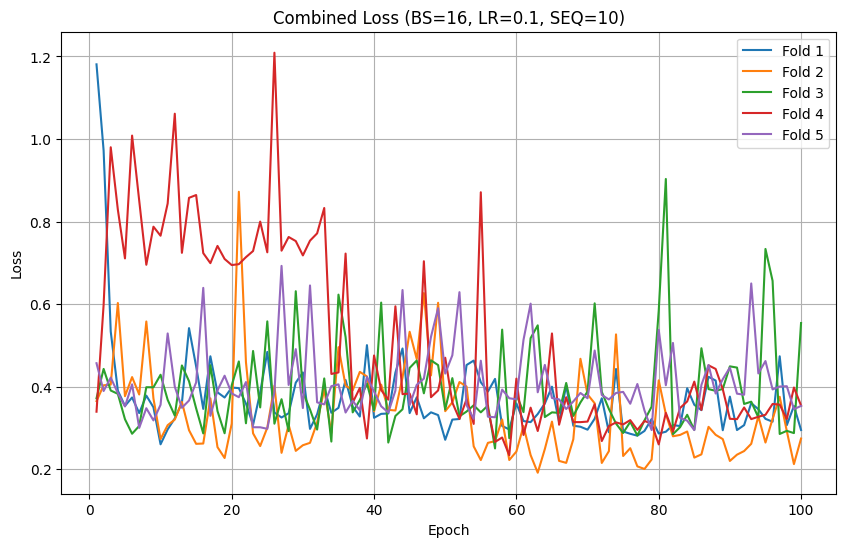 Combined Loss (BS=16, LR=0.1, SEQ=10)
Fold 1
Fold 2
Fold 3
Fold 4
Fold 5
Loss
1.2
1.0
0.8
0.6
0.4
0.2
0 20 40 60 80 100
Epoch